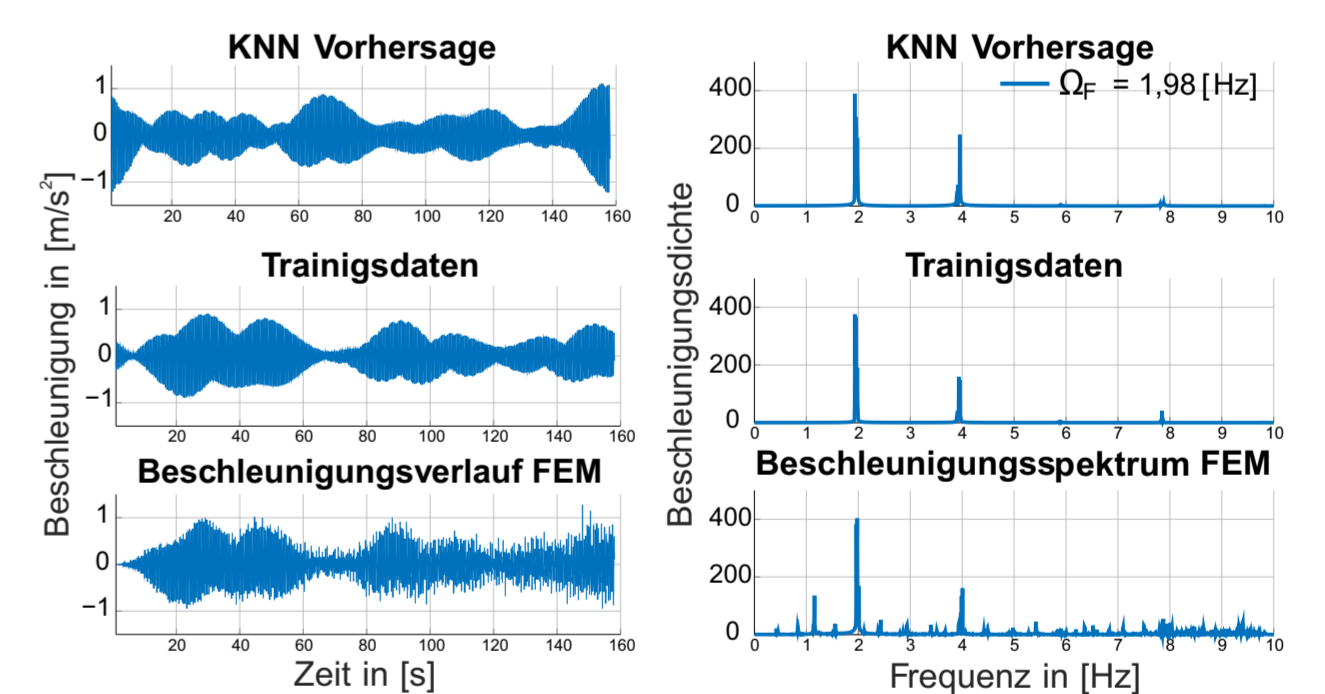 KNN Vorhersage
1
0
−1
20 40 60 80 100 120 140 160
Trainigsdaten
1
0
−1
20 40 60 80 100 120 140 160
Beschleunigungsverlauf FEM
1
0
−1
20 40 60 80 100 120 140 160
Zeit in [s]
Beschleunigung in [m/s²]
KNN Vorhersage
Ω_F = 1,98 [Hz]
400
200
0
0 1 2 3 4 5 6 7 8 9 10
Trainigsdaten
400
200
0
0 1 2 3 4 5 6 7 8 9 10
Beschleunigungsspektrum FEM
400
200
0
0 1 2 3 4 5 6 7 8 9 10
Frequenz in [Hz]
Beschleunigungsdichte